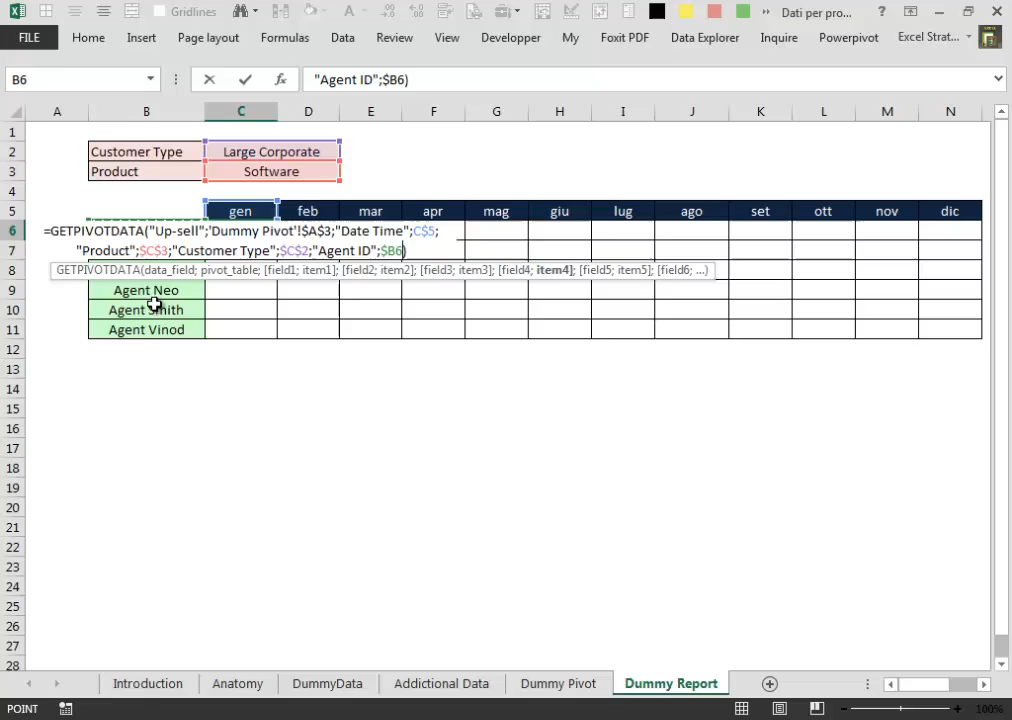 Gridlines
Dati per pro...
FILE Home Insert Page layout Formulas Data Review View Developer My Foxit PDF Data Explorer Inquire Powerpivot Excel Strat...
B6 "Agent ID";$B6)
A B C D E F G H I J K L M N
1
2 Customer Type Large Corporate
3 Product Software
4
5 gen feb mar apr mag giu lug ago set ott nov dic
6 =GETPIVOTDATA("Up-sell";'Dummy Pivot'!$A$3;"Date Time";C$5;
7 "Product";$C$3;"Customer Type";$C$2;"Agent ID";$B6)
8 GETPIVOTDATA(data_field; pivot_table; [field1; item1]; [field2; item2]; [field3; item3]; [field4; item4]; [field5; item5]; [field6; ...)
9 Agent Neo
10 Agent Smith
11 Agent Vinod
12
13
14
15
16
17
18
19
20
21
22
23
24
25
26
27
28
Introduction Anatomy DummyData Addictional Data Dummy Pivot Dummy Report
POINT 100%